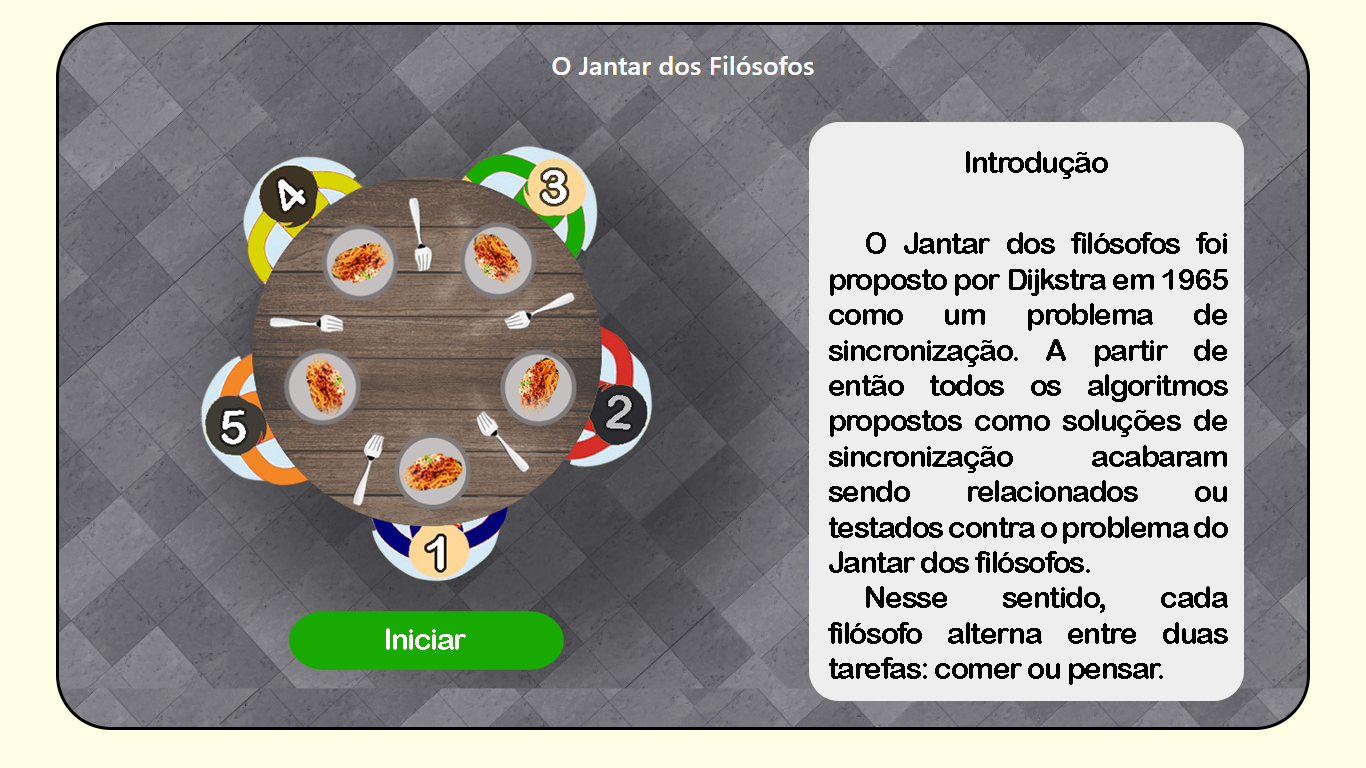 O Jantar dos Filósofos
4
3
5
2
1
Iniciar
Introdução
O Jantar dos filósofos foi
proposto por Dijkstra em 1965
como um problema de
sincronização. A partir de
então todos os algoritmos
propostos como soluções de
sincronização acabaram
sendo relacionados ou
testados contra o problema do
Jantar dos filósofos.
Nesse sentido, cada
filósofo alterna entre duas
tarefas: comer ou pensar.